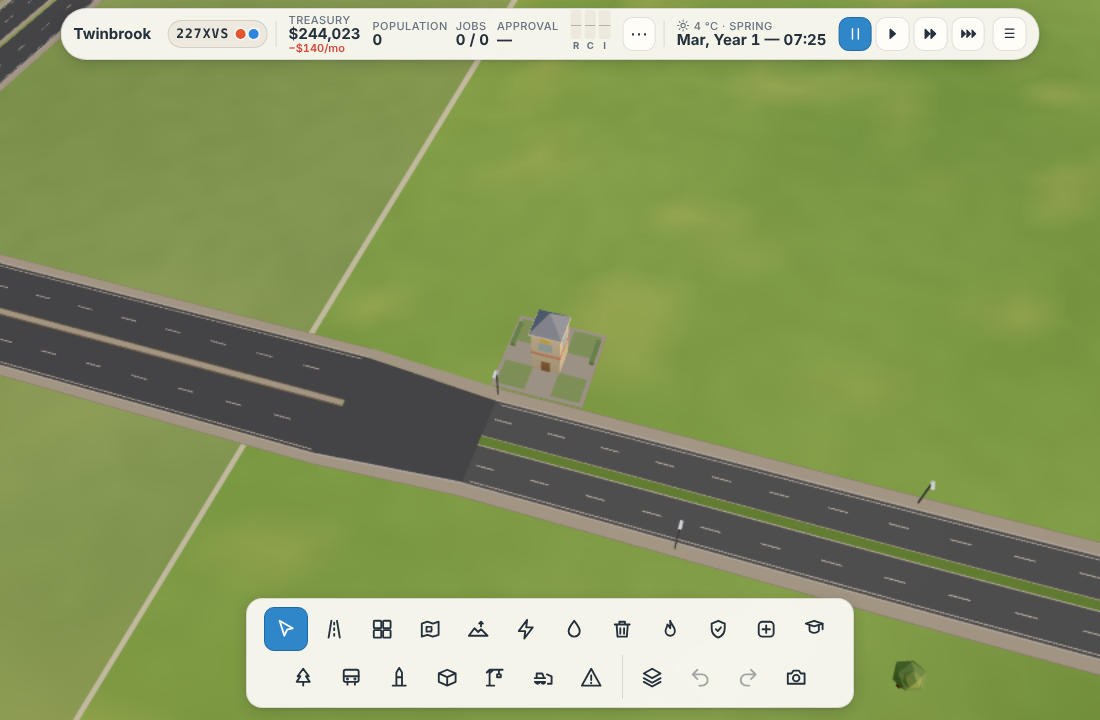 Twinbrook
227XVS
TREASURY
$244,023
−$140/mo
POPULATION
0
JOBS
0 / 0
APPROVAL
—
R C I
4 °C · SPRING
Mar, Year 1 — 07:25